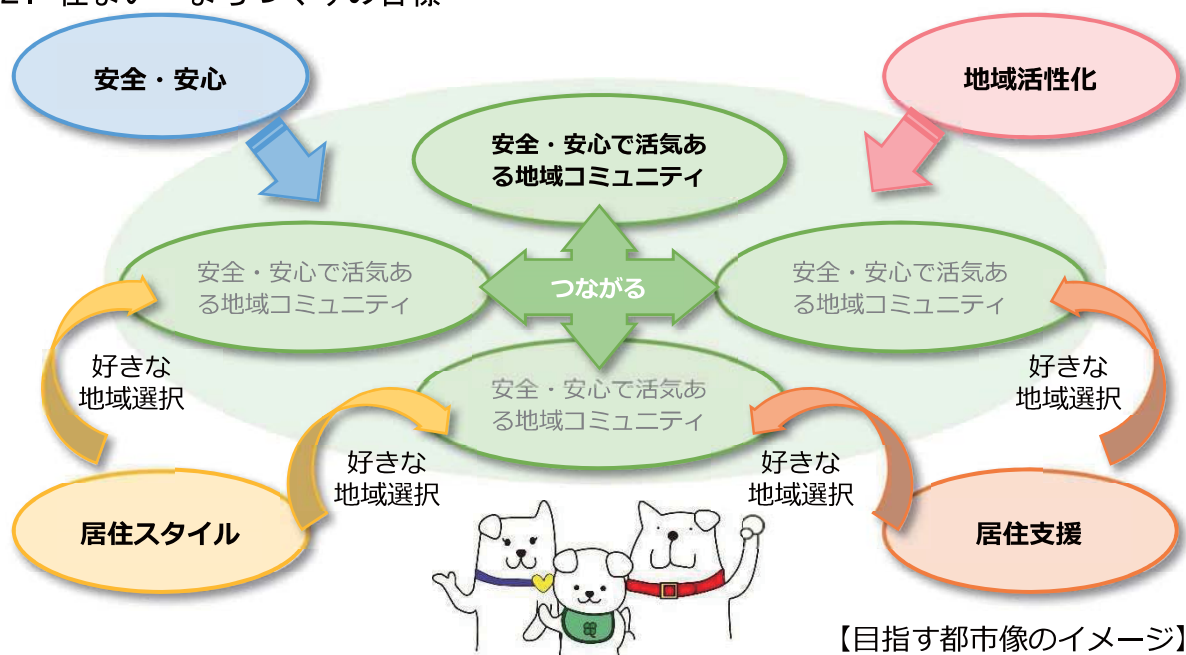 安全・安心
地域活性化
安全・安心で活気あ
る地域コミュニティ
安全・安心で活気あ
る地域コミュニティ
つながる
安全・安心で活気あ
る地域コミュニティ
好きな
地域選択
好きな
地域選択
安全・安心で活気あ
る地域コミュニティ
好きな
地域選択
好きな
地域選択
居住スタイル
居住支援
【目指す都市像のイメージ】